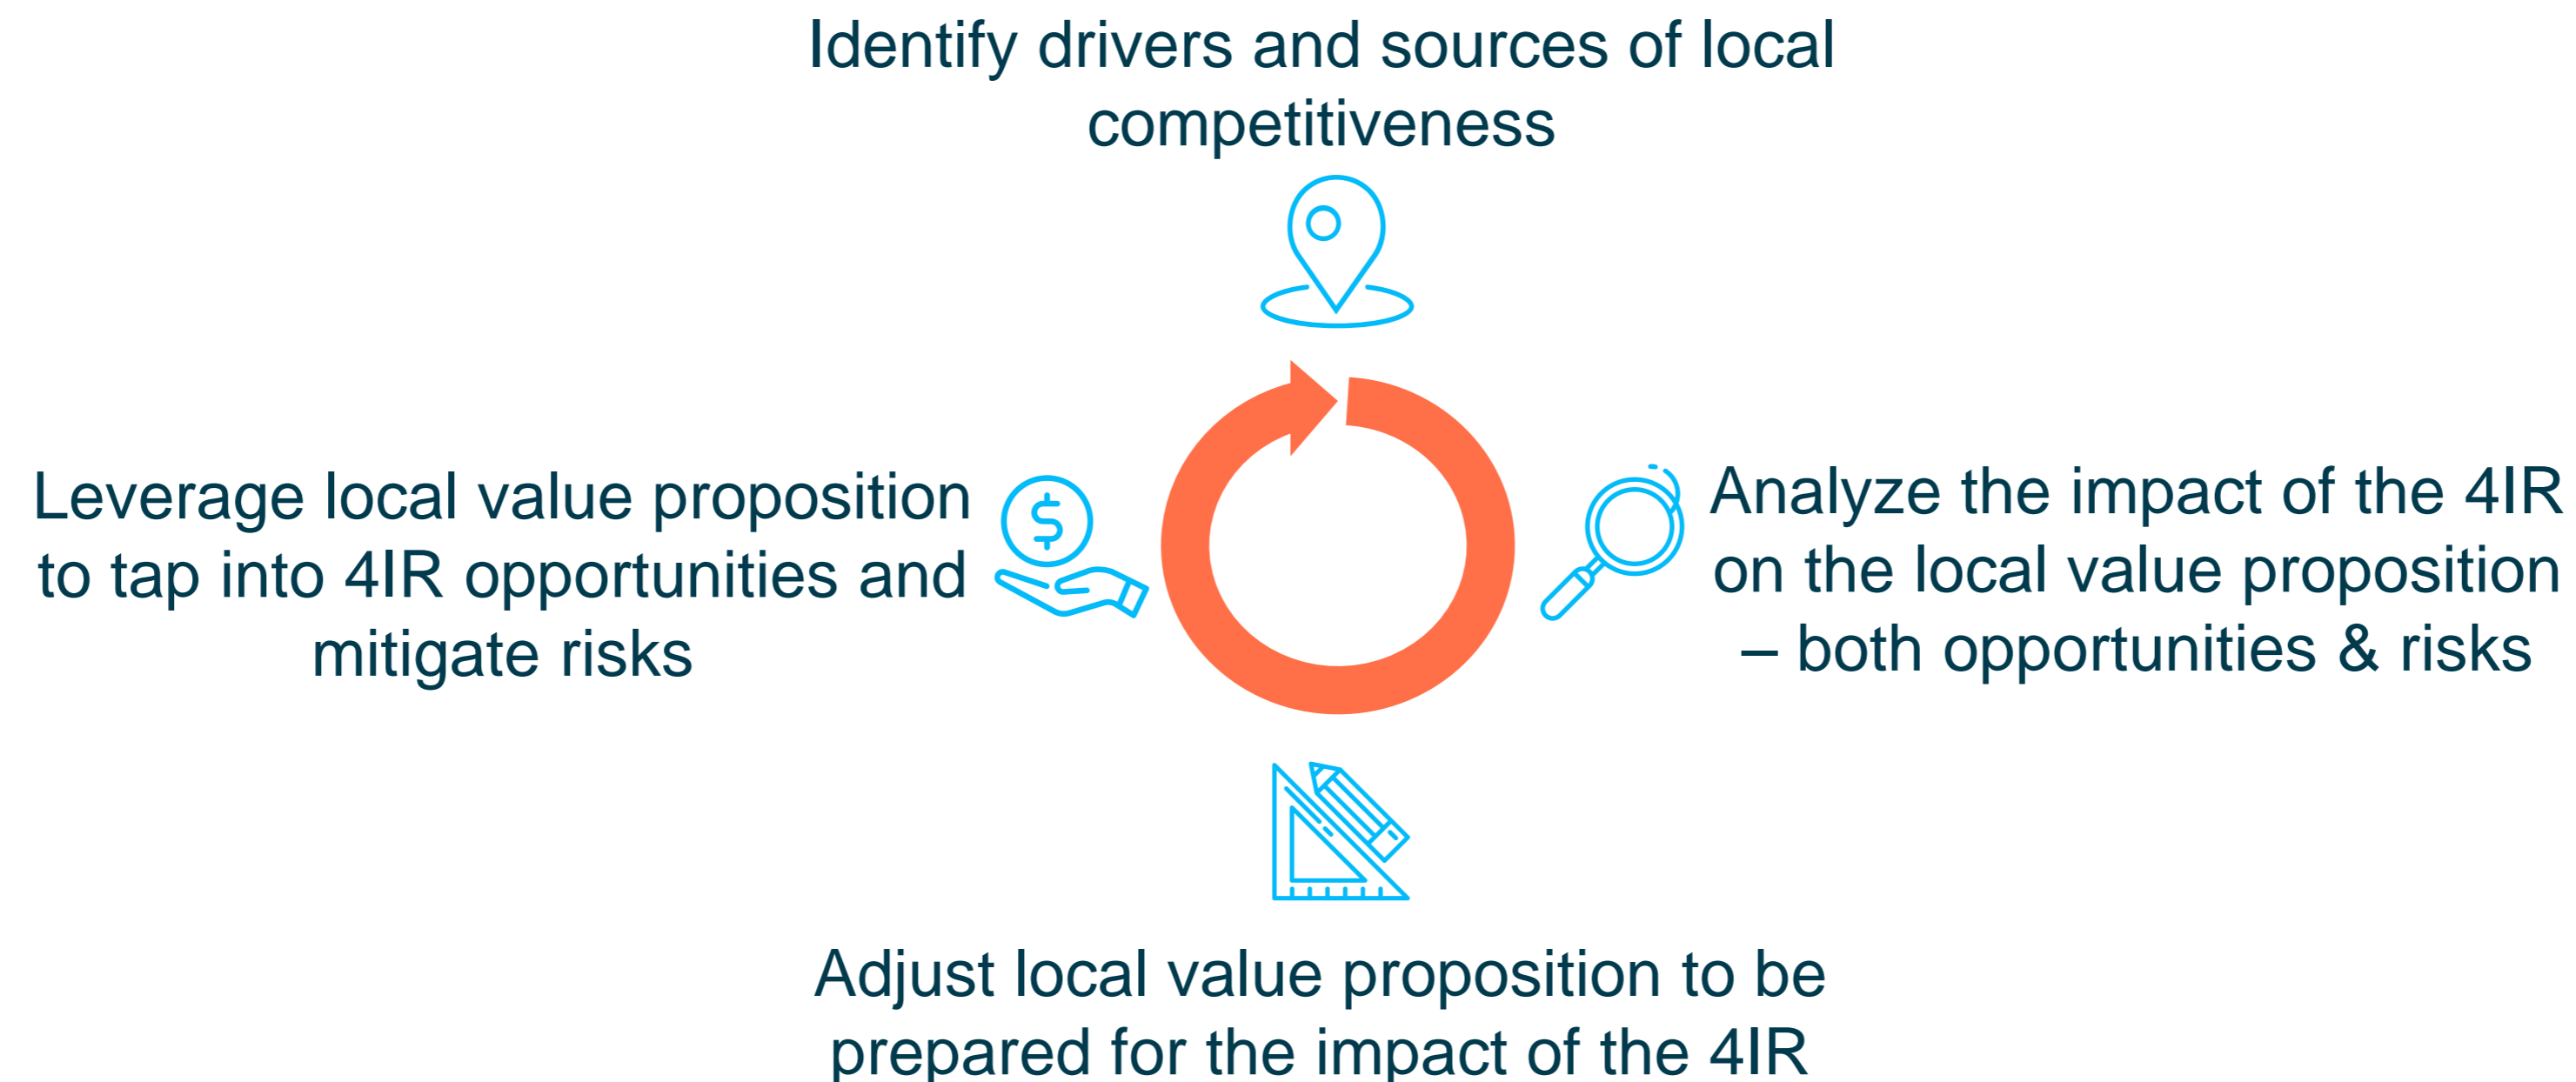 Identify drivers and sources of local
competitiveness
Leverage local value proposition
to tap into 4IR opportunities and
mitigate risks
$
Analyze the impact of the 4IR
on the local value proposition
– both opportunities & risks
Adjust local value proposition to be
prepared for the impact of the 4IR